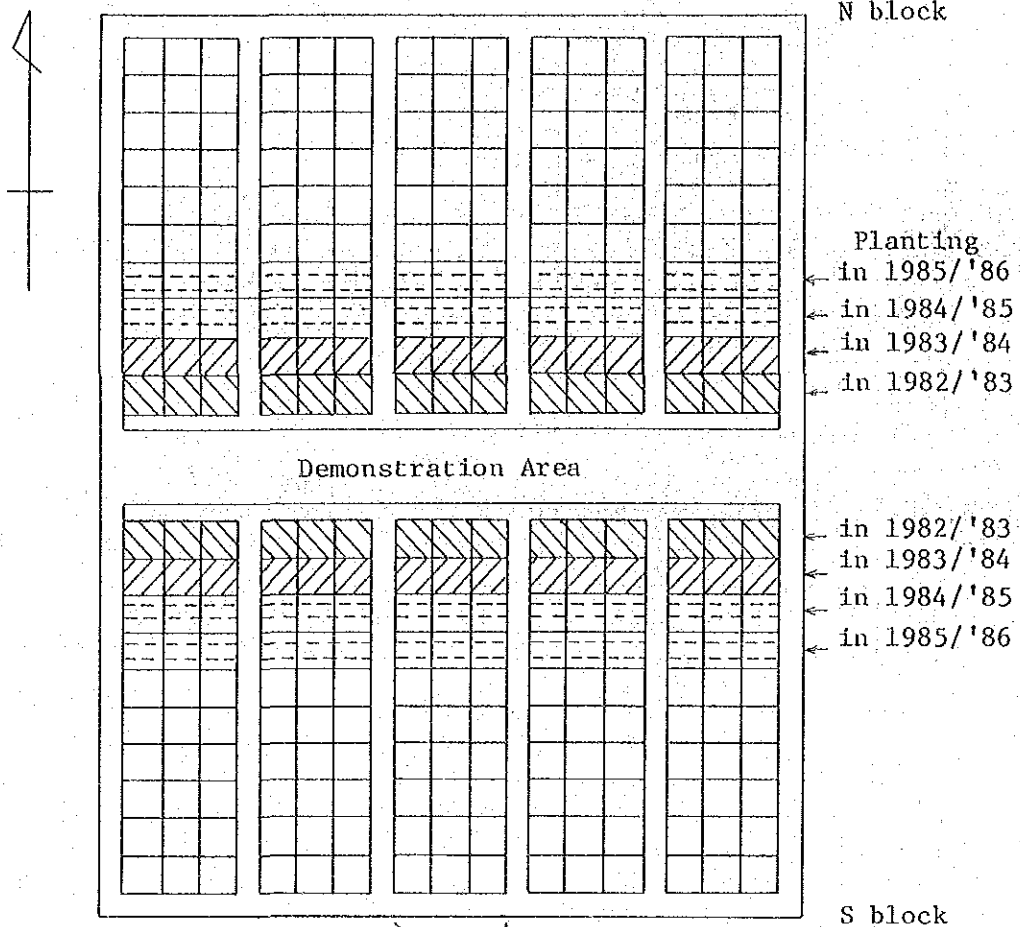 N block
Planting
in 1985/'86
in 1984/'85
in 1983/'84
in 1982/'83
Demonstration Area
in 1982/'83
in 1983/'84
in 1984/'85
in 1985/'86
S block